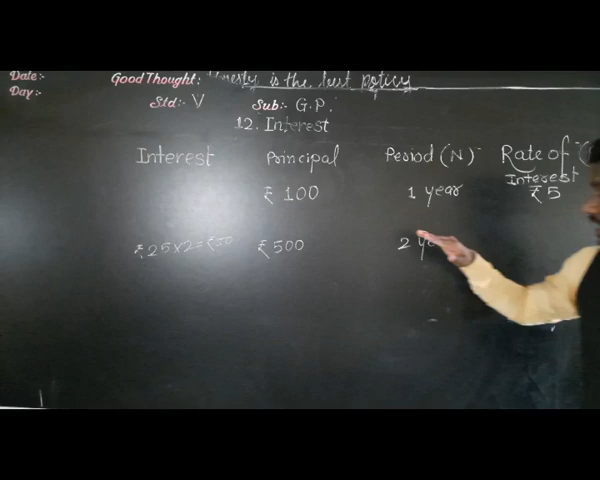 Date:- Good Thought: Honesty is the best policy
Day:-
Std:- V Sub:- G.P.
12. Interest
Interest Principal Period (N) Rate of
Interest
₹ 100 1 year ₹ 5
₹ 25×2=₹50 ₹ 500 2